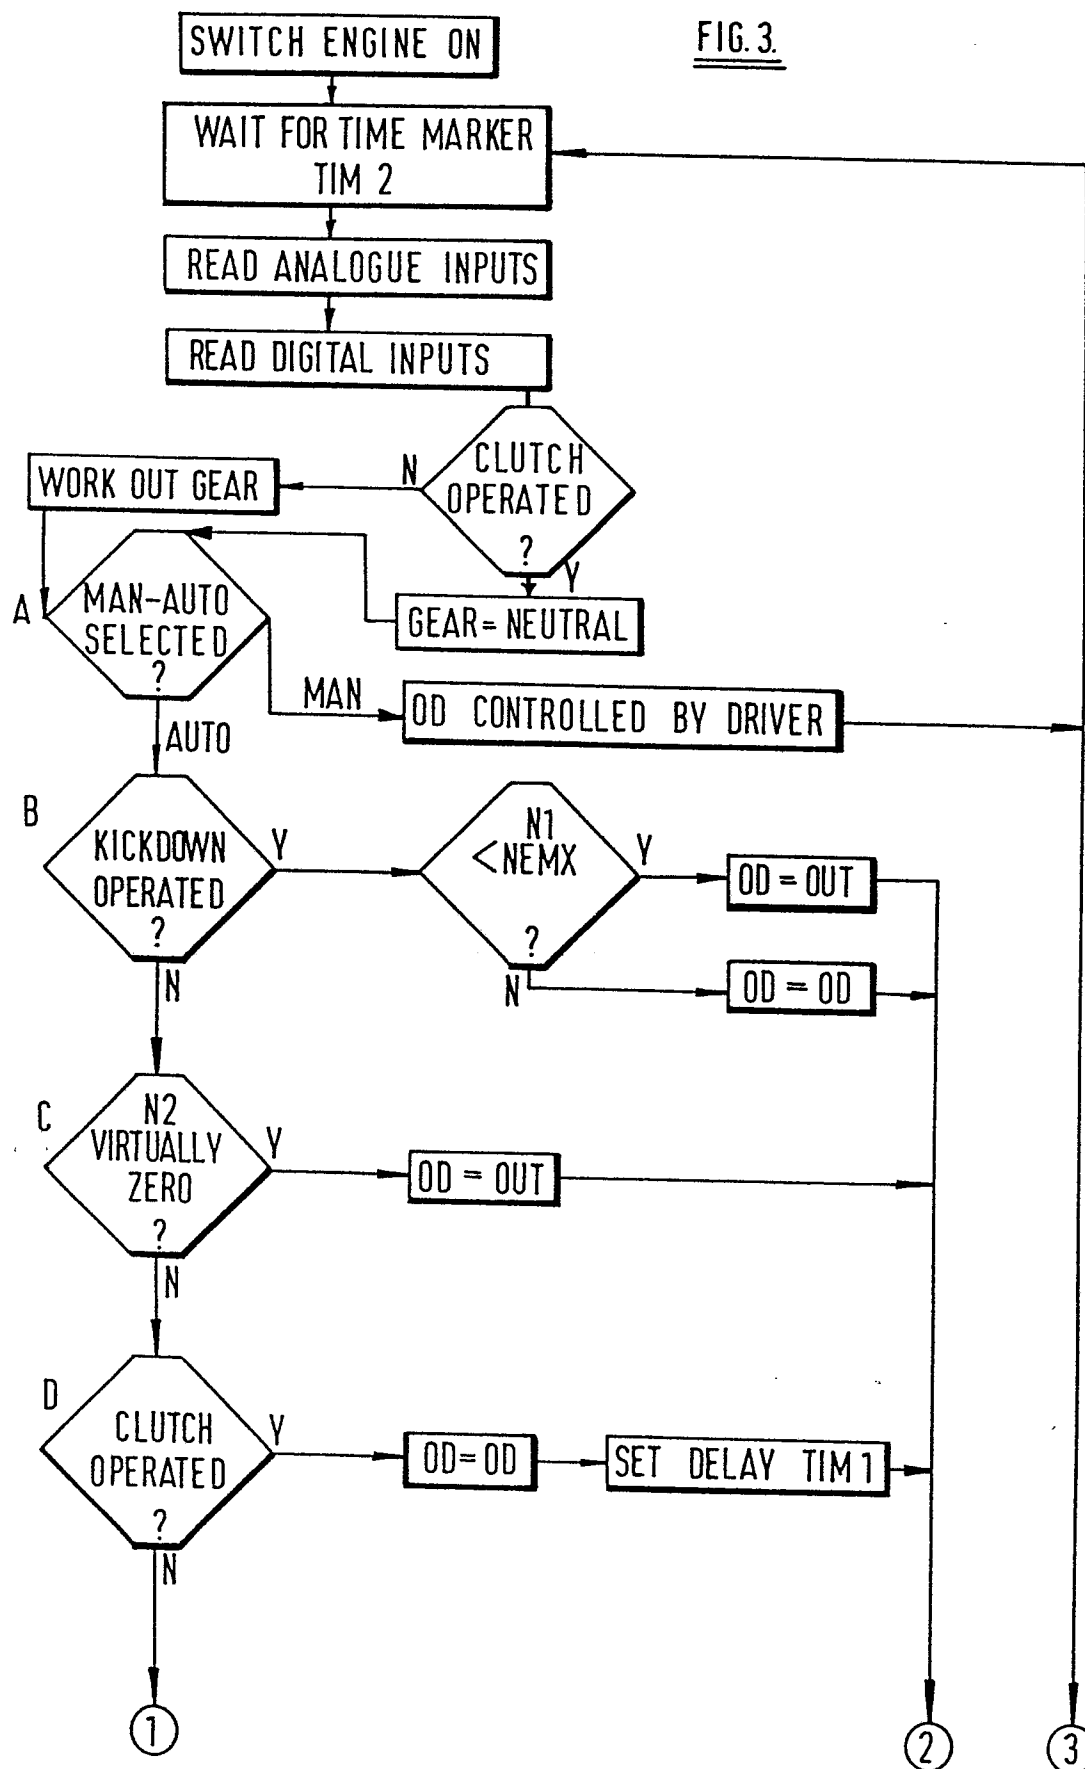 FIG. 3.
SWITCH ENGINE ON
WAIT FOR TIME MARKER
TIM 2
READ ANALOGUE INPUTS
READ DIGITAL INPUTS
CLUTCH
OPERATED
?
N
Y
WORK OUT GEAR
GEAR = NEUTRAL
A
MAN-AUTO
SELECTED
?
MAN
OD CONTROLLED BY DRIVER
AUTO
B
KICKDOWN
OPERATED
?
Y
N1
<NEMX
?
Y
OD = OUT
N
OD = OD
N
C
N2
VIRTUALLY
ZERO
?
Y
OD = OUT
N
D
CLUTCH
OPERATED
?
Y
OD=OD
SET DELAY TIM 1
N
1
2
3